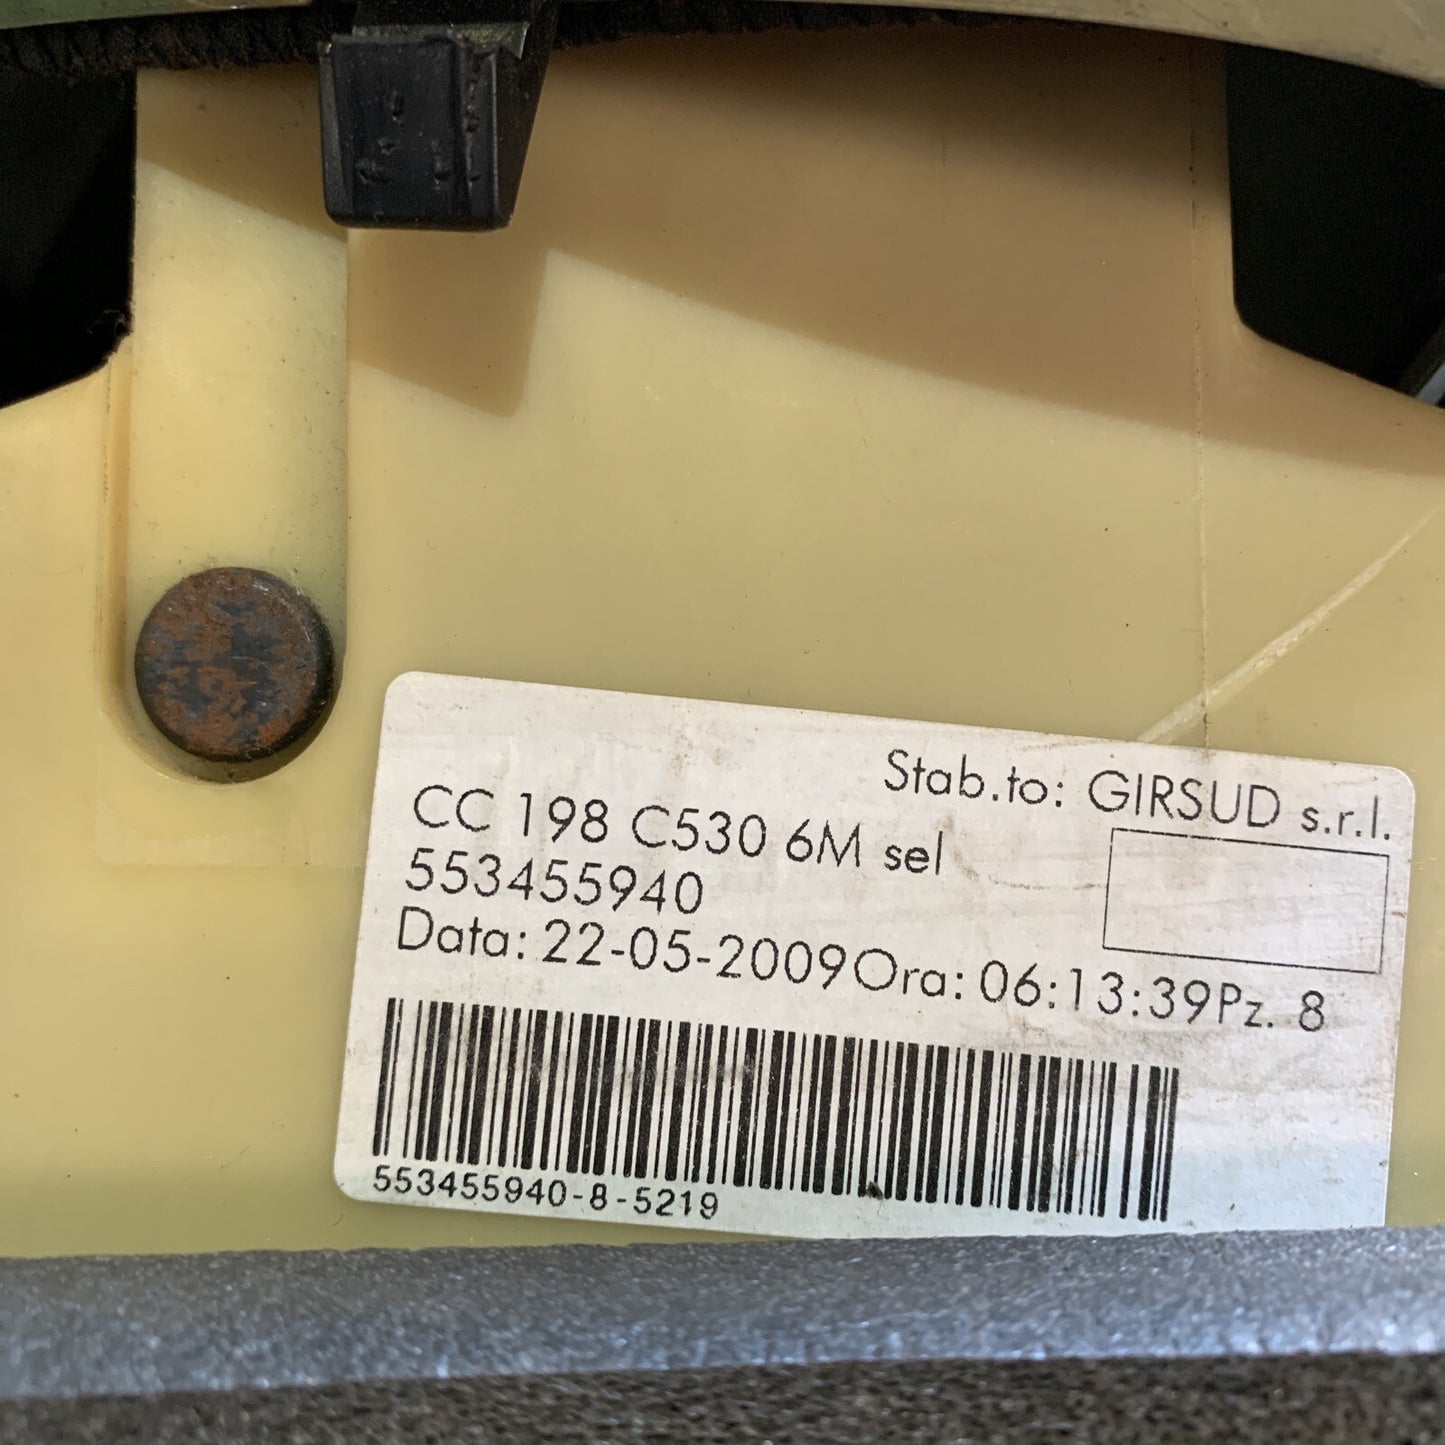 Stab.to: GIRSUD s.r.l.
CC 198 C530 6M sel
553455940
Data: 22-05-2009Ora: 06:13:39Pz. 8
553455940-8-5219